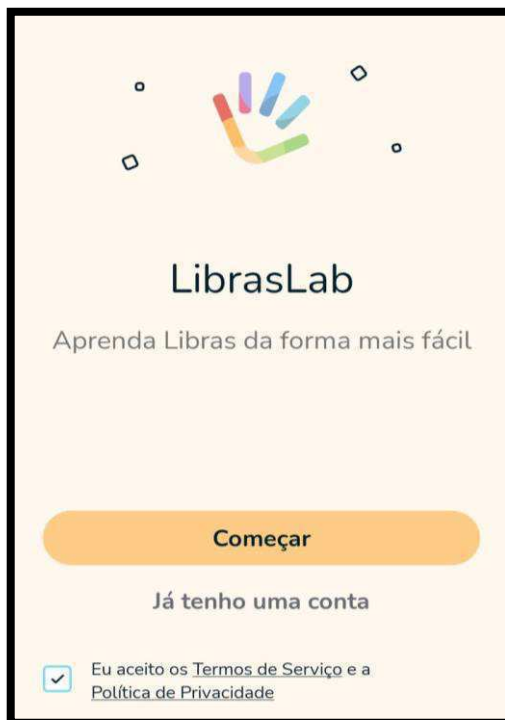 LibrasLab
Aprenda Libras da forma mais fácil
Começar
Já tenho uma conta
Eu aceito os Termos de Serviço e a
Política de Privacidade